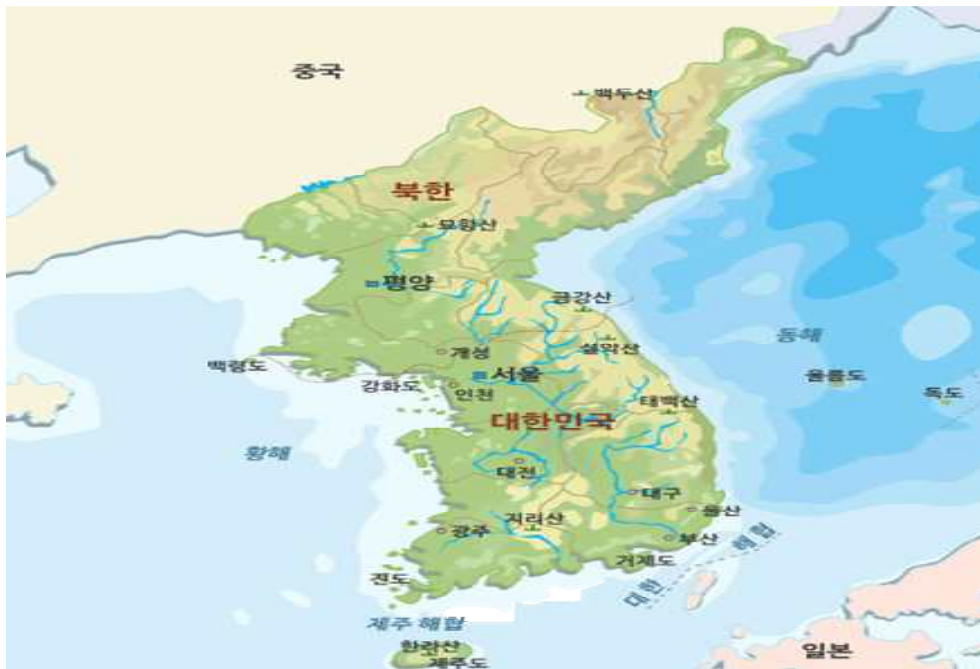 중국
백두산
북한
묘향산
평양
금강산
동해
개성
설악산
백령도
서울
울릉도
강화도
인천
독도
태백산
대한민국
황해
대전
대구
울산
지리산
광주
부산
거제도
대한 해협
진도
제주 해협
한라산
일본
제주도